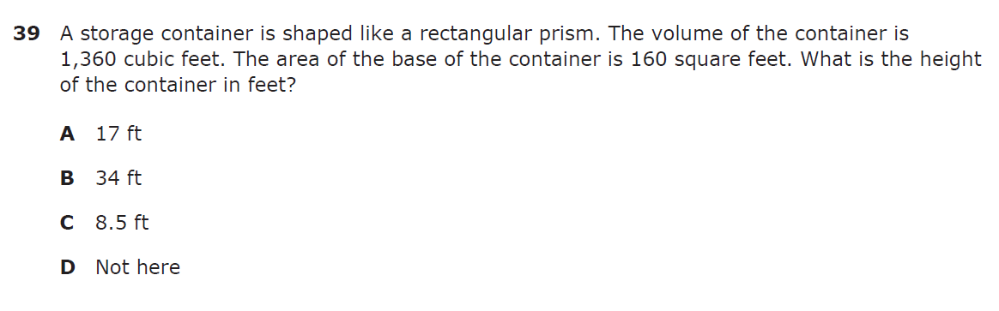 39 A storage container is shaped like a rectangular prism. The volume of the container is
1,360 cubic feet. The area of the base of the container is 160 square feet. What is the height
of the container in feet?
A 17 ft
B 34 ft
C 8.5 ft
D Not here